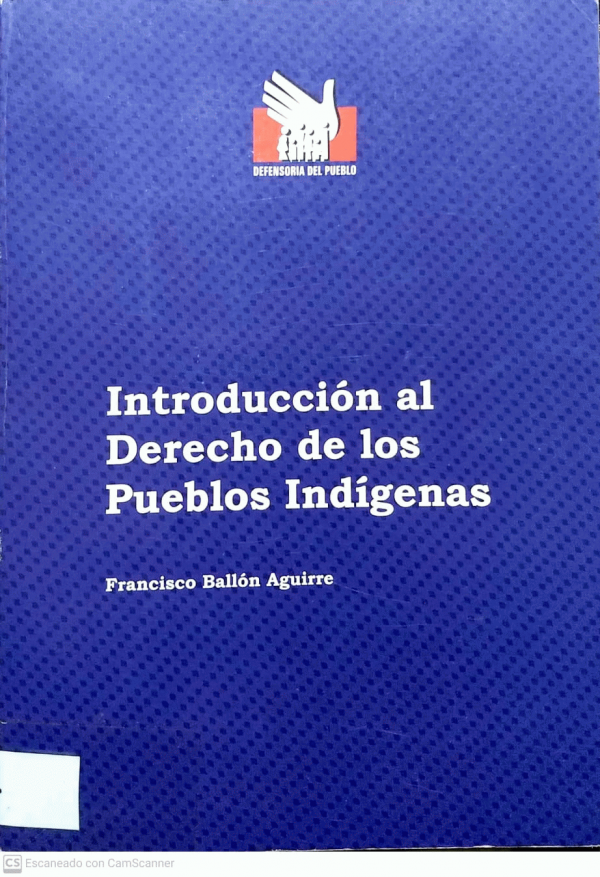 DEFENSORIA DEL PUEBLO
Introducción al
Derecho de los
Pueblos Indígenas
Francisco Ballón Aguirre
CS Escaneado con CamScanner